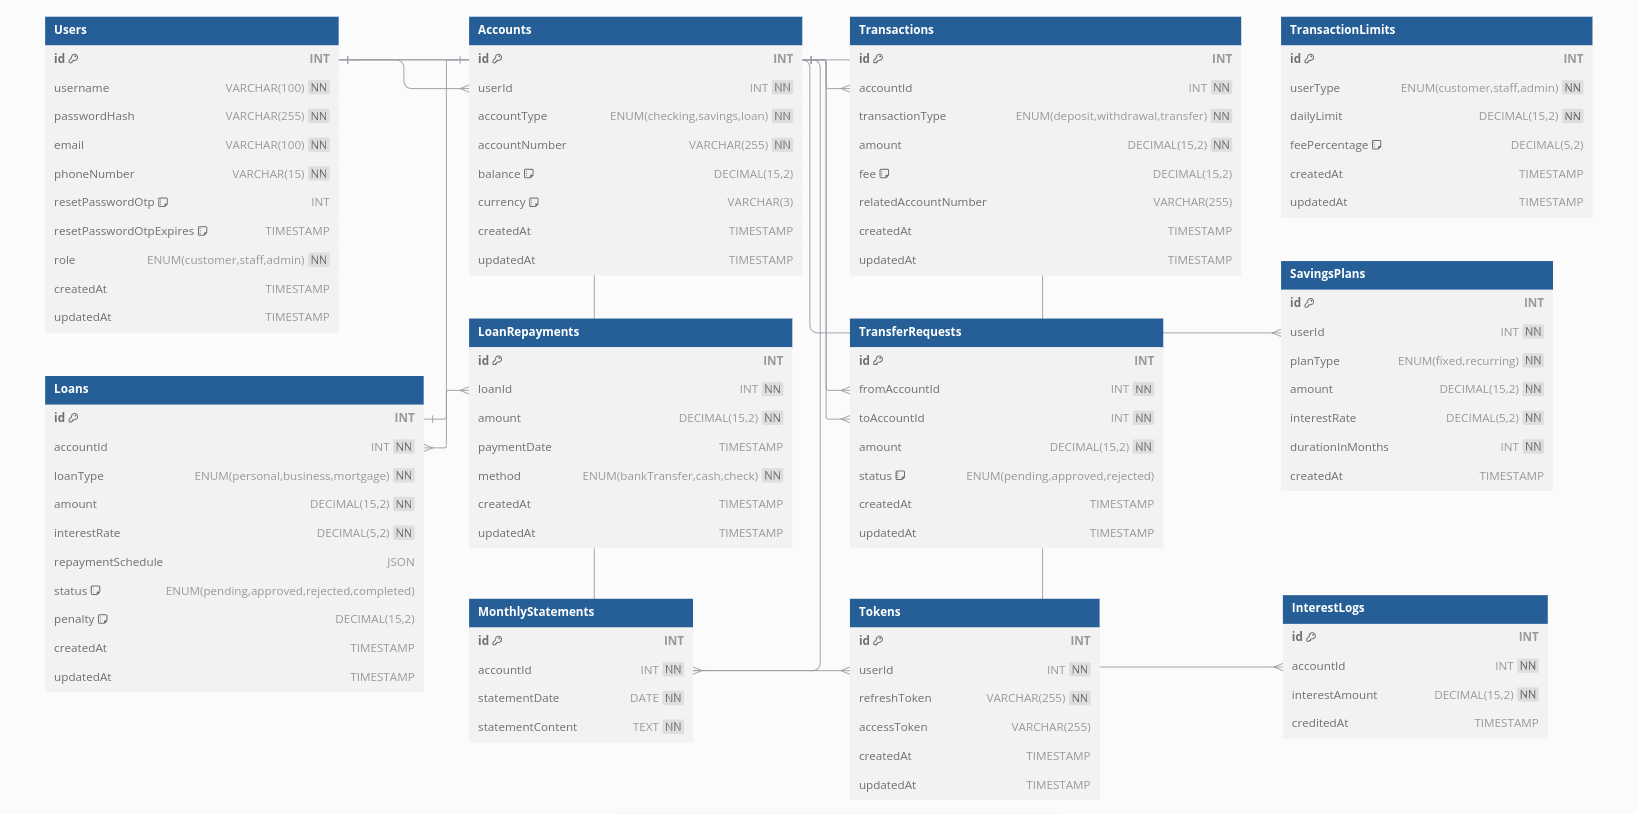 Users
id INT
username VARCHAR(100) NN
passwordHash VARCHAR(255) NN
email VARCHAR(100) NN
phoneNumber VARCHAR(15) NN
resetPasswordOtp INT
resetPasswordOtpExpires TIMESTAMP
role ENUM(customer,staff,admin) NN
createdAt TIMESTAMP
updatedAt TIMESTAMP
Accounts
id INT
userId INT NN
accountType ENUM(checking,savings,loan) NN
accountNumber VARCHAR(255) NN
balance DECIMAL(15,2)
currency VARCHAR(3)
createdAt TIMESTAMP
updatedAt TIMESTAMP
Transactions
id INT
accountId INT NN
transactionType ENUM(deposit,withdrawal,transfer) NN
amount DECIMAL(15,2) NN
fee DECIMAL(15,2)
relatedAccountNumber VARCHAR(255)
createdAt TIMESTAMP
updatedAt TIMESTAMP
TransactionLimits
id INT
userType ENUM(customer,staff,admin) NN
dailyLimit DECIMAL(15,2) NN
feePercentage DECIMAL(5,2)
createdAt TIMESTAMP
updatedAt TIMESTAMP
Loans
id INT
accountId INT NN
loanType ENUM(personal,business,mortgage) NN
amount DECIMAL(15,2) NN
interestRate DECIMAL(5,2) NN
repaymentSchedule JSON
status ENUM(pending,approved,rejected,completed)
penalty DECIMAL(15,2)
createdAt TIMESTAMP
updatedAt TIMESTAMP
LoanRepayments
id INT
loanId INT NN
amount DECIMAL(15,2) NN
paymentDate TIMESTAMP
method ENUM(bankTransfer,cash,check) NN
createdAt TIMESTAMP
updatedAt TIMESTAMP
TransferRequests
id INT
fromAccountId INT NN
toAccountId INT NN
amount DECIMAL(15,2) NN
status ENUM(pending,approved,rejected)
createdAt TIMESTAMP
updatedAt TIMESTAMP
SavingsPlans
id INT
userId INT NN
planType ENUM(fixed,recurring) NN
amount DECIMAL(15,2) NN
interestRate DECIMAL(5,2) NN
durationInMonths INT NN
createdAt TIMESTAMP
MonthlyStatements
id INT
accountId INT NN
statementDate DATE NN
statementContent TEXT NN
Tokens
id INT
userId INT NN
refreshToken VARCHAR(255) NN
accessToken VARCHAR(255)
createdAt TIMESTAMP
updatedAt TIMESTAMP
InterestLogs
id INT
accountId INT NN
interestAmount DECIMAL(15,2) NN
creditedAt TIMESTAMP